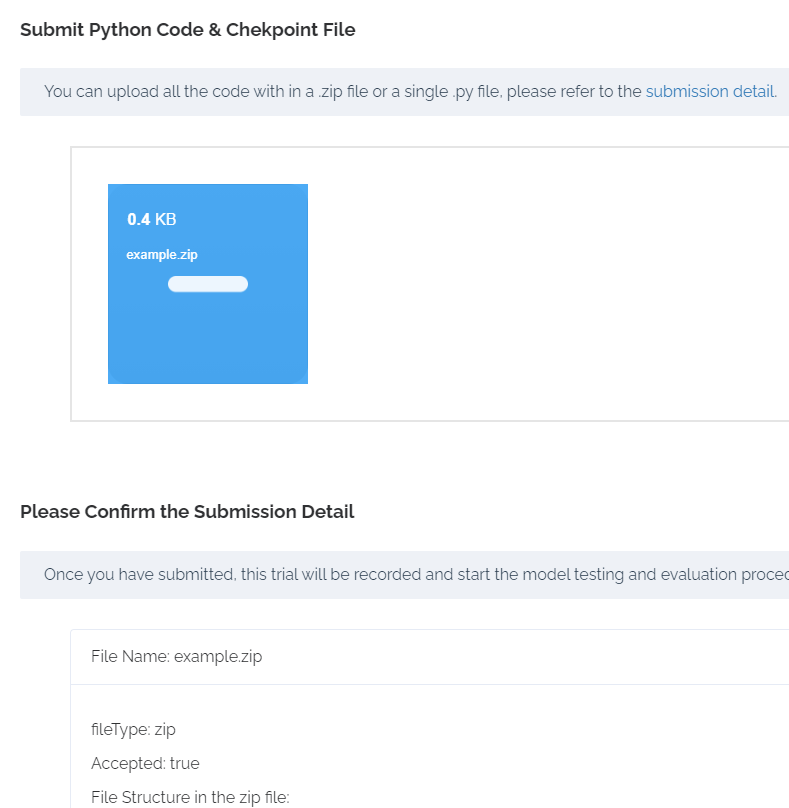 Submit Python Code & Chekpoint File
You can upload all the code with in a .zip file or a single .py file, please refer to the submission detail.
0.4 KB
example.zip
Please Confirm the Submission Detail
Once you have submitted, this trial will be recorded and start the model testing and evaluation
File Name: example.zip
fileType: zip
Accepted: true
File Structure in the zip file: